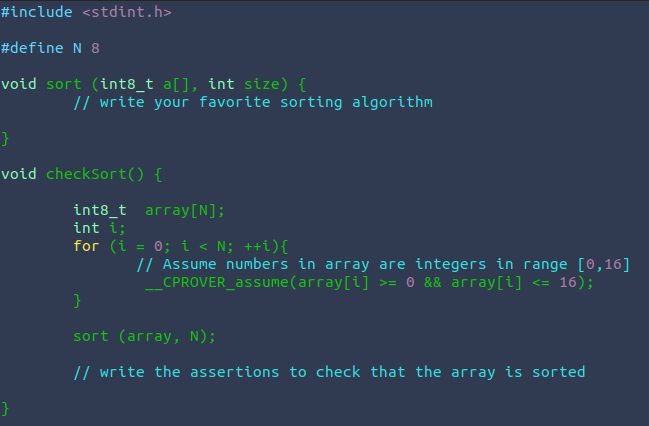 #include <stdint.h>
#define N 8
void sort (int8_t a[], int size) {
// write your favorite sorting algorithm
}
void checkSort() {
int8_t  array[N];
int i;
for (i = 0; i < N; ++i){
// Assume numbers in array are integers in range [0,16]
__CPROVER_assume(array[i] >= 0 && array[i] <= 16);
}
sort (array, N);
// write the assertions to check that the array is sorted
}